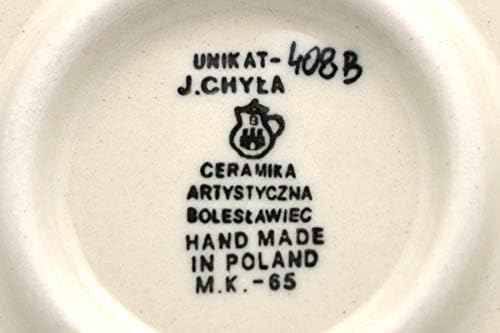 UNIKAT-408B
J.CHYŁA
B
CERAMIKA
ARTYSTYCZNA
BOLESŁAWIEC
HAND MADE
IN POLAND
M.K.-65